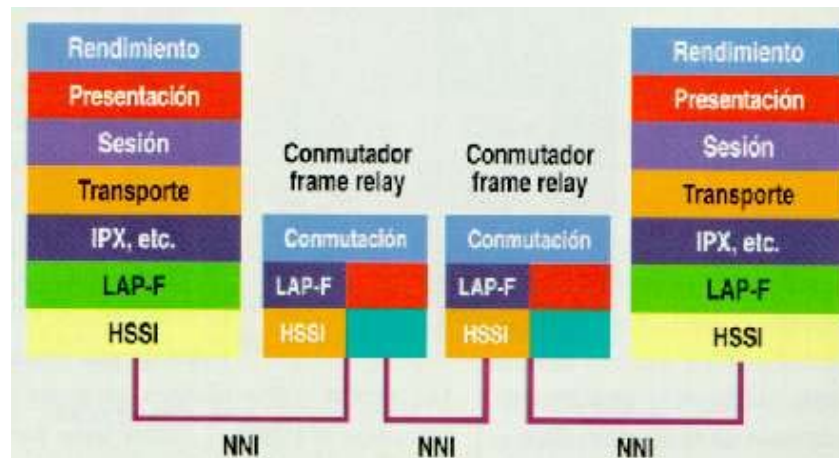 Rendimiento
Presentación
Sesión
Transporte
IPX, etc.
LAP-F
HSSI
Conmutador
frame relay
Conmutación
LAP-F
HSSI
Conmutador
frame relay
Conmutación
LAP-F
HSSI
Rendimiento
Presentación
Sesión
Transporte
IPX, etc.
LAP-F
HSSI
NNI
NNI
NNI